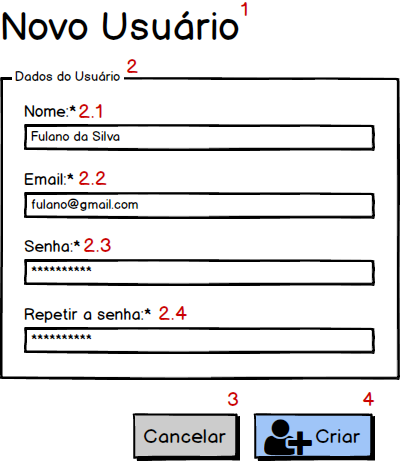 Novo Usuário 1
Dados do Usuário 2
Nome:* 2.1
Fulano da Silva
Email:* 2.2
fulano@gmail.com
Senha:* 2.3
**********
Repetir a senha:* 2.4
**********
3 4
Cancelar Criar